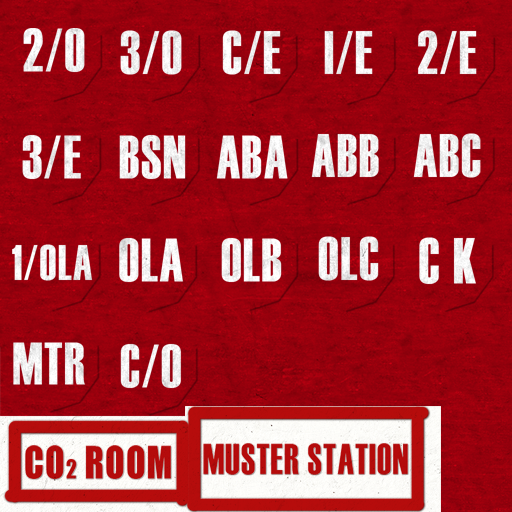 2/O 3/O C/E I/E 2/E
3/E BSN ABA ABB ABC
1/OLA OLA OLB OLC C K
MTR C/O
CO₂ ROOM MUSTER STATION